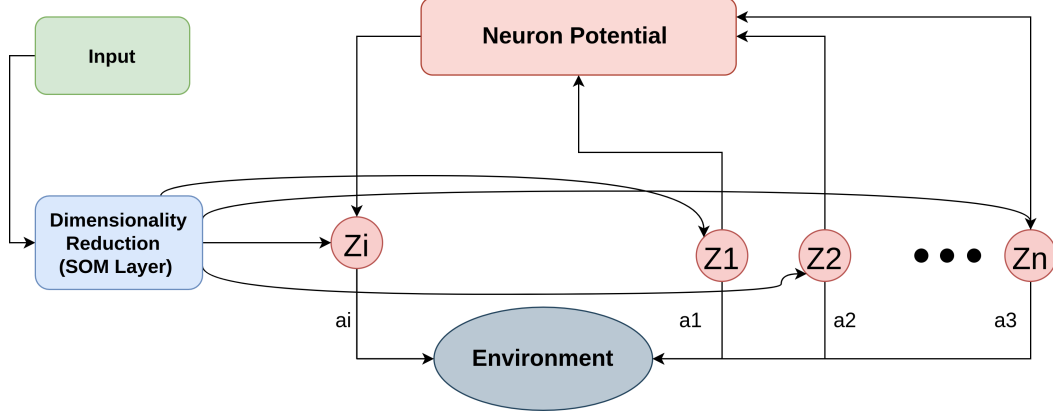 Neuron Potential
Input
Dimensionality
Reduction
(SOM Layer)
Zi
Z1
Z2
Zn
ai
a1
a2
a3
Environment